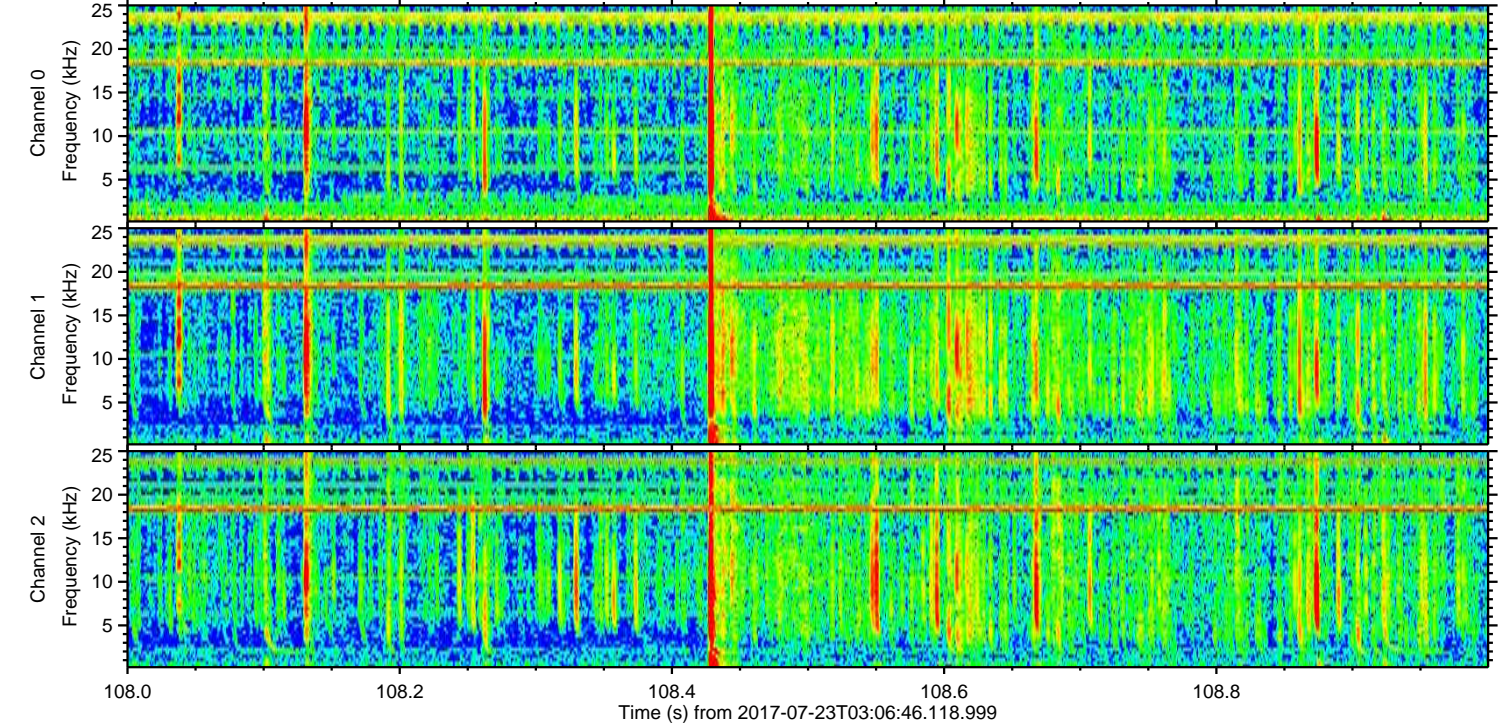 25
20
15
10
5
Channel 0
Frequency (kHz)
25
20
15
10
5
Channel 1
Frequency (kHz)
25
20
15
10
5
Channel 2
Frequency (kHz)
108.0 108.2 108.4 108.6 108.8
Time (s) from 2017-07-23T03:06:46.118.999